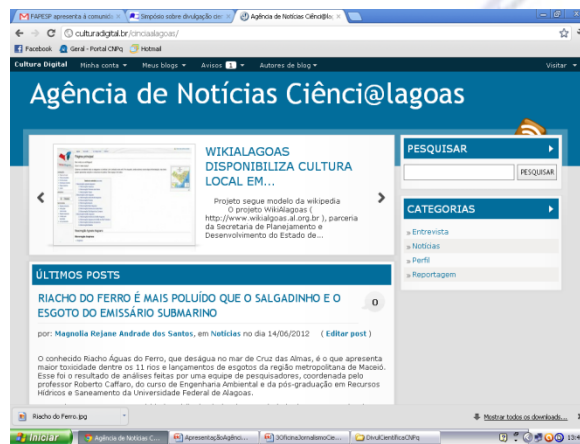 FAPESP apresenta à comunid
Simpósio sobre divulgação cie
Agência de Notícias Ciênci@lag
culturadigital.br/cinciaalagoas/
Facebook Geral - Portal CNPq Hotmail
Cultura Digital Minha conta Meus blogs Avisos 1 Autores de blog Visitar
Agência de Notícias Ciênci@lagoas
WIKIALAGOAS
DISPONIBILIZA CULTURA
LOCAL EM...
Projeto segue modelo da wikipedia
O projeto WikiAlagoas (
http://www.wikialagoas.al.org.br ), parceria
da Secretaria de Planejamento e
Desenvolvimento do Estado de...
PESQUISAR
PESQUISAR
CATEGORIAS
» Entrevista
» Notícias
» Perfil
» Reportagem
ÚLTIMOS POSTS
RIACHO DO FERRO É MAIS POLUÍDO QUE O SALGADINHO E O
ESGOTO DO EMISSÁRIO SUBMARINO
0
por: Magnolia Rejane Andrade dos Santos, em Notícias no dia 14/06/2012 ( Editar post )
O conhecido Riacho Águas do Ferro, que deságua no mar de Cruz das Almas, é o que apresenta
maior toxicidade dentre os 11 rios e lançamentos de esgotos da região metropolitana de Maceió.
Esse foi o resultado de análises feitas por uma equipe de pesquisadores, coordenada pelo
professor Roberto Caffaro, do curso de Engenharia Ambiental e da pós-graduação em Recursos
Hídricos e Saneamento da Universidade Federal de Alagoas.
Riacho do Ferro.jpg
Mostrar todos os downloads...
Iniciar
Agência de Notícias C...
ApresentaçãoAgênci...
3OficinaJornalismoCie...
DivulCientíficaCNPq